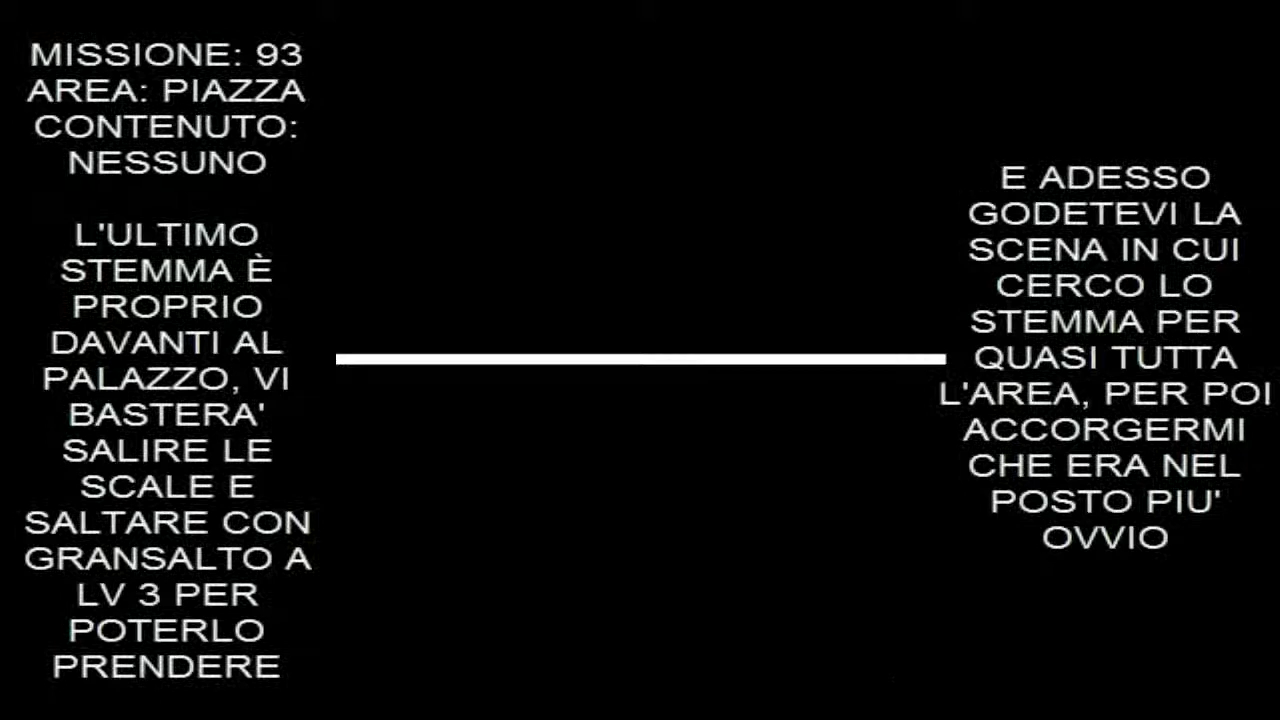 MISSIONE: 93
AREA: PIAZZA
CONTENUTO:
NESSUNO
L'ULTIMO
STEMMA È
PROPRIO
DAVANTI AL
PALAZZO, VI
BASTERA'
SALIRE LE
SCALE E
SALTARE CON
GRANSALTO A
LV 3 PER
POTERLO
PRENDERE
E ADESSO
GODETEVI LA
SCENA IN CUI
CERCO LO
STEMMA PER
QUASI TUTTA
L'AREA, PER POI
ACCORGERMI
CHE ERA NEL
POSTO PIU'
OVVIO